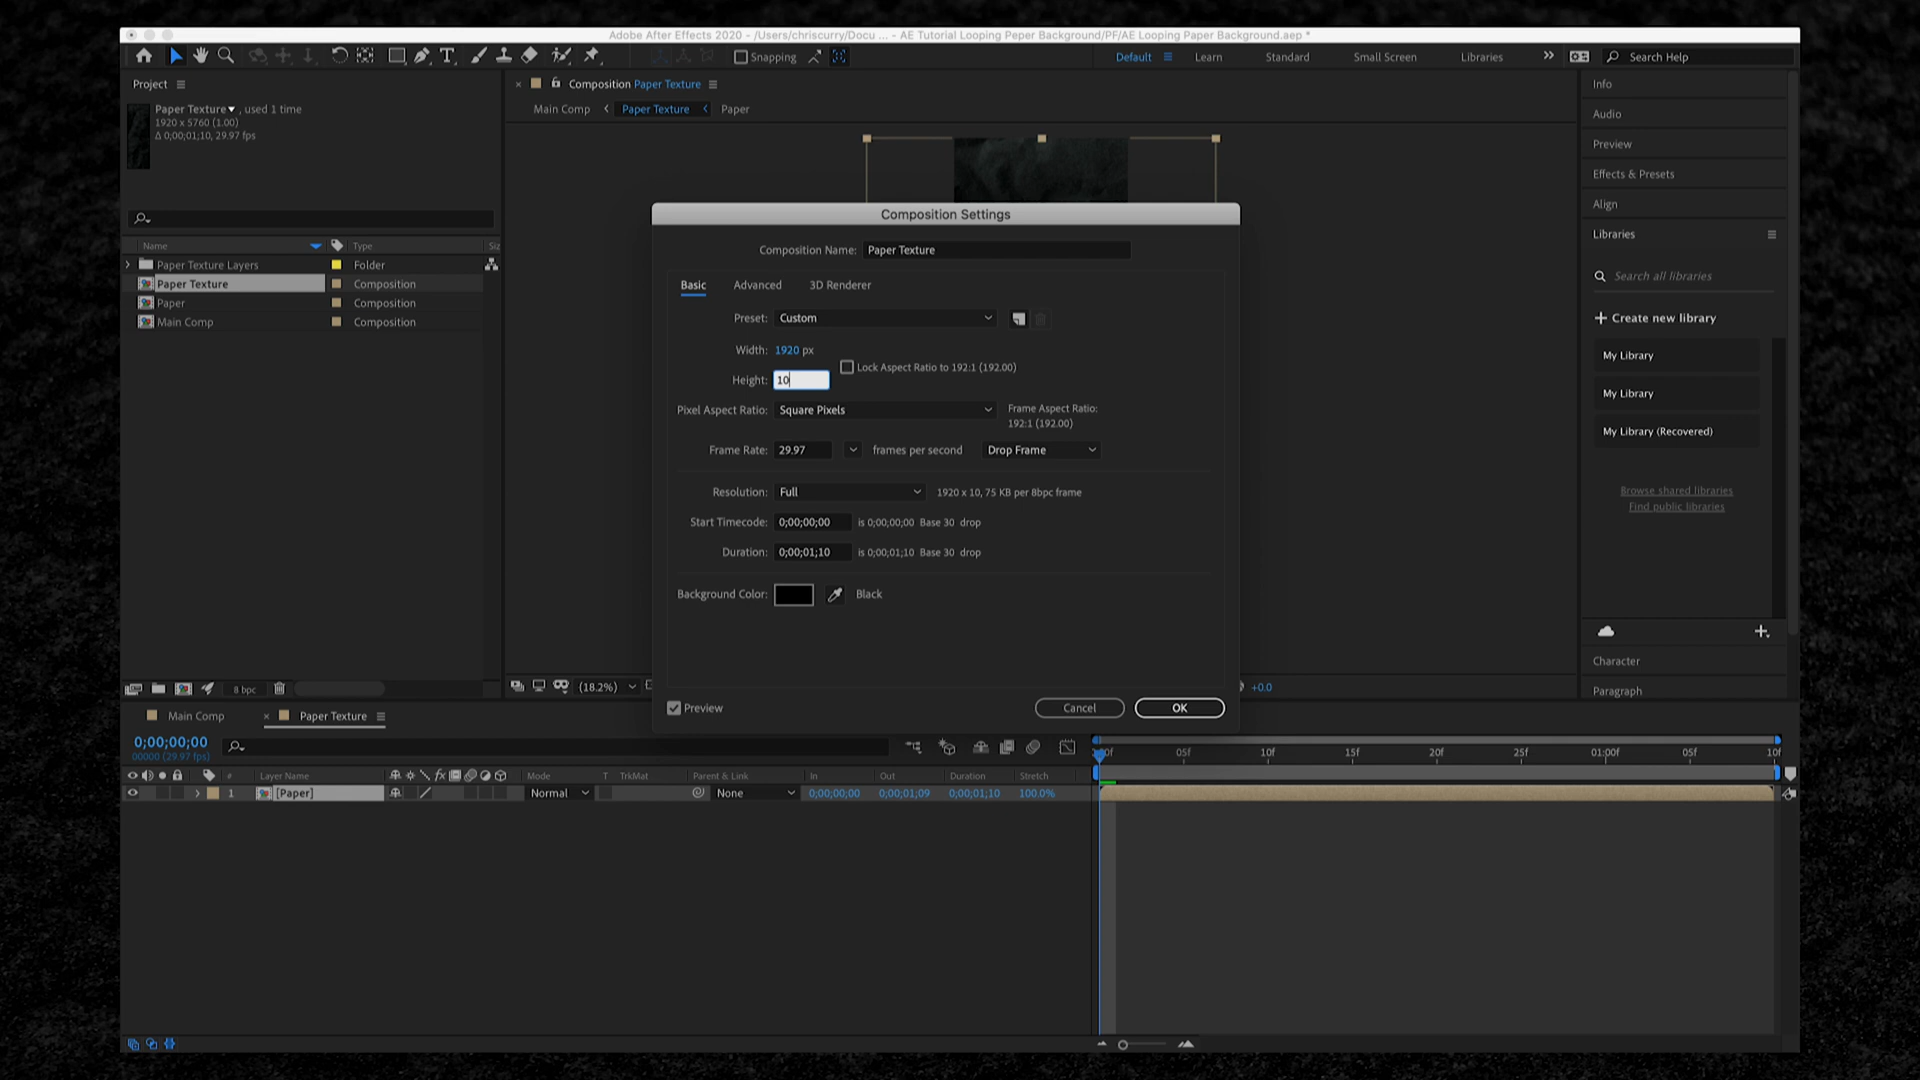 Adobe After Effects 2020 - /Users/chriscurry/Docu ... - AE Tutorial Looping Peper Background/PF/AE Looping Paper Background.aep *
Snapping
Default
Learn
Standard
Small Screen
Libraries
Search Help
Project
Paper Texture , used 1 time
1920 x 5760 (1.00)
Δ 0;00;01;10, 29.97 fps
Name Type Siz
Paper Texture Layers Folder
Paper Texture Composition
Paper Composition
Main Comp Composition
8 bpc
Composition Paper Texture
Main Comp Paper Texture Paper
(18.2%)
+0.0
Composition Settings
Composition Name: Paper Texture
Basic Advanced 3D Renderer
Preset: Custom
Width: 1920 px
Lock Aspect Ratio to 192:1 (192.00)
Height: 10
Pixel Aspect Ratio: Square Pixels
Frame Aspect Ratio:
192:1 (192.00)
Frame Rate: 29.97 frames per second Drop Frame
Resolution: Full 1920 x 10, 75 KB per 8bpc frame
Start Timecode: 0;00;00;00 is 0;00;00;00 Base 30 drop
Duration: 0;00;01;10 is 0;00;01;10 Base 30 drop
Background Color: Black
Preview
Cancel
OK
Info
Audio
Preview
Effects & Presets
Align
Libraries
Search all libraries
Create new library
My Library
My Library
My Library (Recovered)
Browse shared libraries
Find public libraries
Character
Paragraph
Main Comp
Paper Texture
0;00;00;00
00000 (29.97 fps)
# Layer Name Mode T TrkMat Parent & Link In Out Duration Stretch
1 [Paper] Normal None 0;00;00;00 0;00;01;09 0;00;01;10 100.0%
05f 10f 15f 20f 25f 01:00f 05f 10f